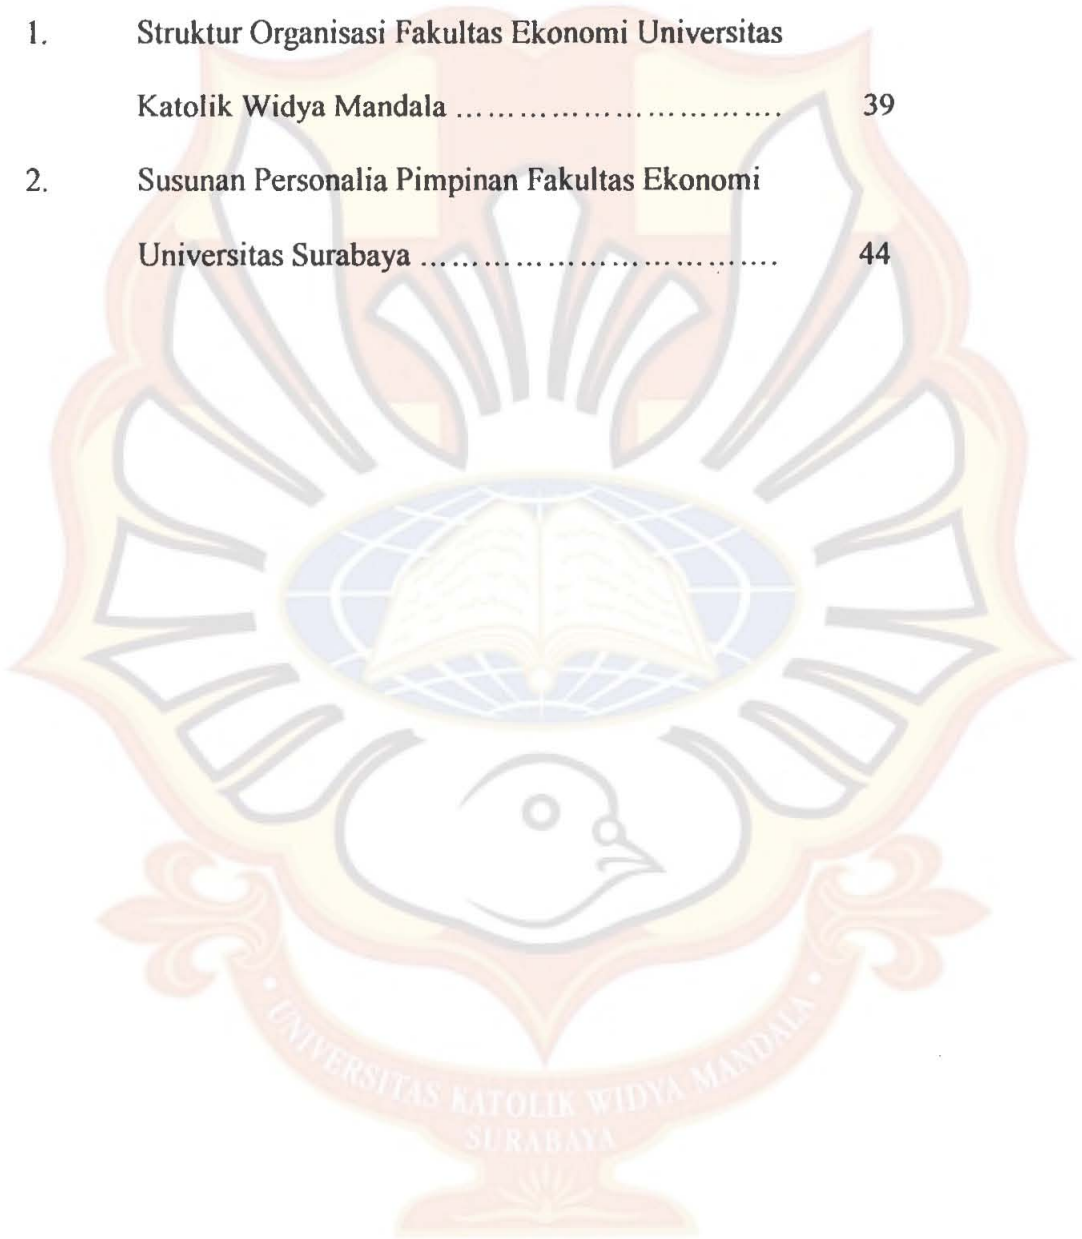 1. Struktur Organisasi Fakultas Ekonomi Universitas
Katolik Widya Mandala ................................ 39
2. Susunan Personalia Pimpinan Fakultas Ekonomi
Universitas Surabaya .................................. 44
• UNIVERSITAS KATOLIK WIDYA MANDALA •
SURABAYA